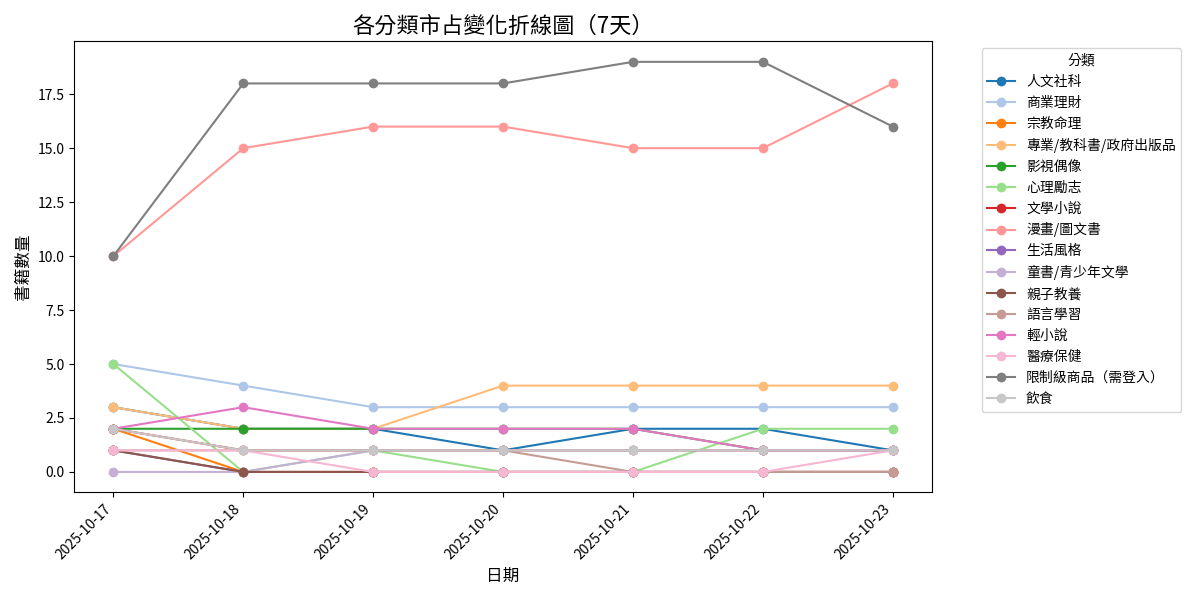 各分類市占變化折線圖（7天）
書籍數量
17.5
15.0
12.5
10.0
7.5
5.0
2.5
0.0
2025-10-17
2025-10-18
2025-10-19
2025-10-20
2025-10-21
2025-10-22
2025-10-23
日期
分類
人文社科
商業理財
宗教命理
專業/教科書/政府出版品
影視偶像
心理勵志
文學小說
漫畫/圖文書
生活風格
童書/青少年文學
親子教養
語言學習
輕小說
醫療保健
限制級商品（需登入）
飲食